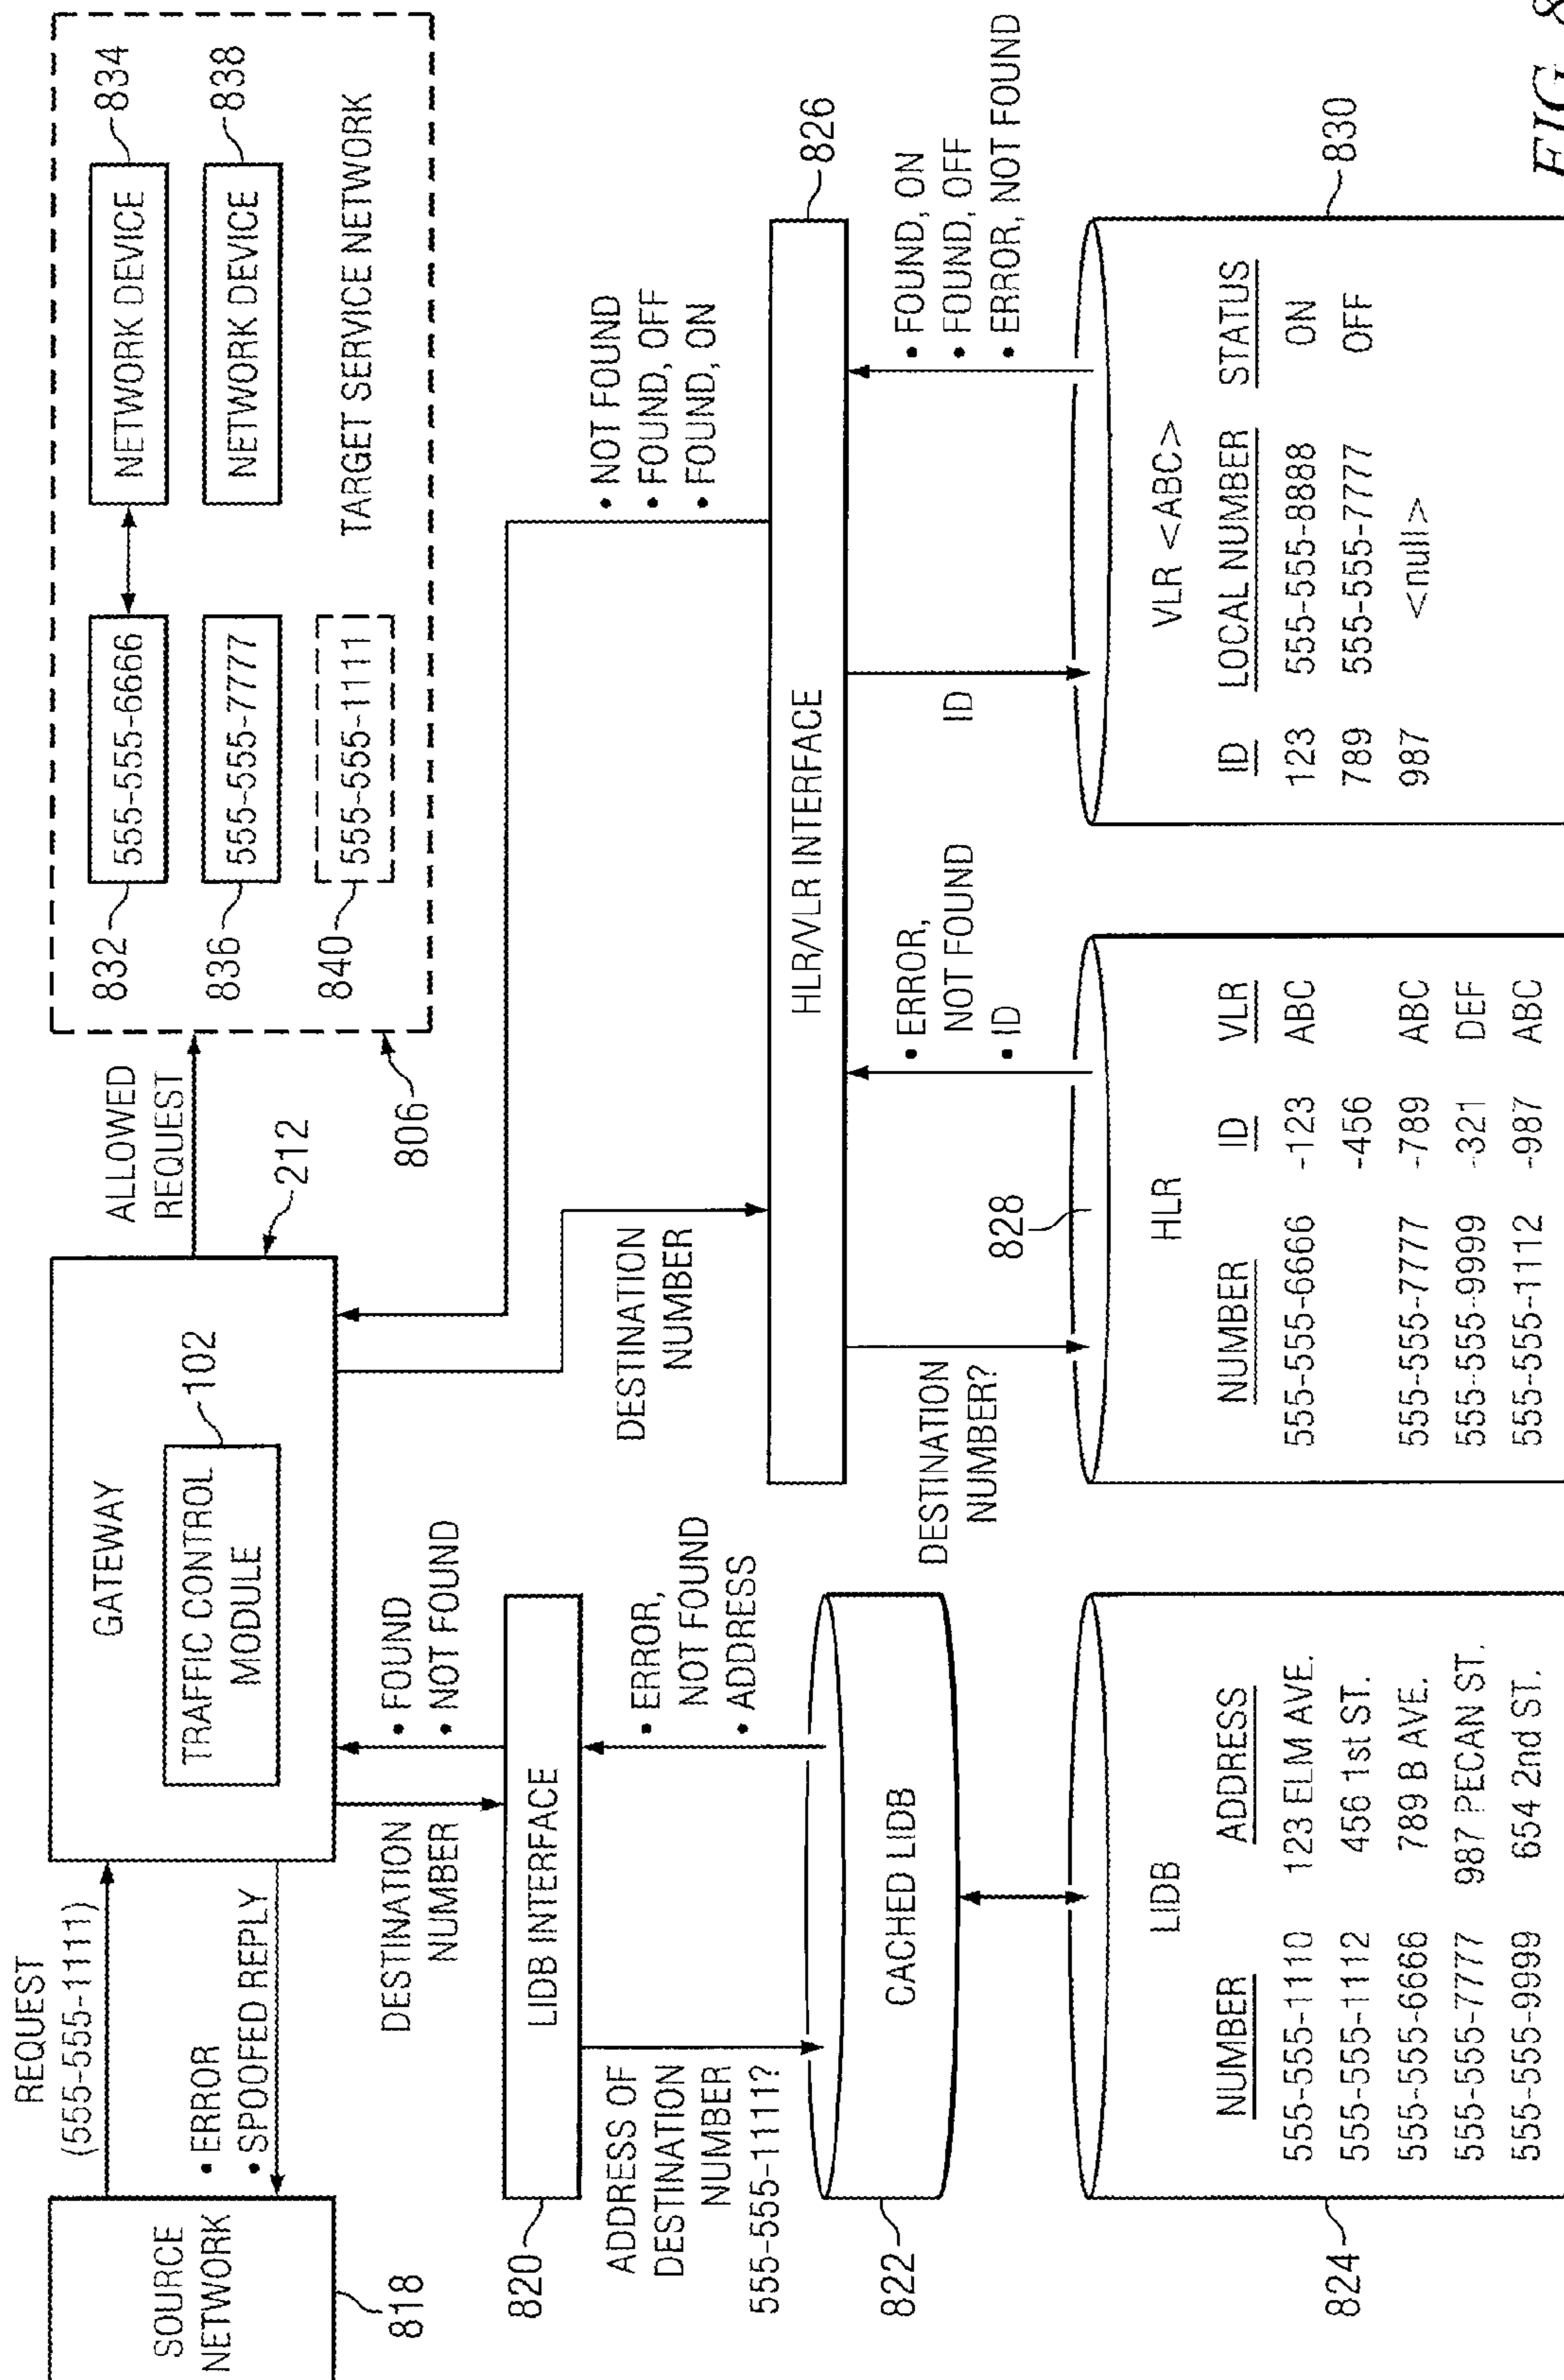 SOURCE
NETWORK
818
REQUEST
(555-555-1111)
• ERROR
• SPOOFED REPLY
GATEWAY
TRAFFIC CONTROL
MODULE
102
212
ALLOWED
REQUEST
806
832
555-555-6666
NETWORK DEVICE
834
836
555-555-7777
NETWORK DEVICE
838
840
555-555-1111
TARGET SERVICE NETWORK
DESTINATION
NUMBER
• FOUND
• NOT FOUND
820
LIDB INTERFACE
ADDRESS OF
DESTINATION
NUMBER
555-555-1111?
• ERROR,
NOT FOUND
• ADDRESS
822
CACHED LIDB
824
LIDB
NUMBER ADDRESS
555-555-1110 123 ELM AVE.
555-555-1112 456 1st ST.
555-555-6666 789 B AVE.
555-555-7777 987 PECAN ST.
555-555-9999 654 2nd ST.
DESTINATION
NUMBER
• NOT FOUND
• FOUND, OFF
• FOUND, ON
HLR/VLR INTERFACE
826
DESTINATION
NUMBER?
828
• ERROR,
NOT FOUND
• ID
HLR
NUMBER ID VLR
555-555-6666 -123 ABC
-456
555-555-7777 -789 ABC
555-555-9999 -321 DEF
555-555-1112 -987 ABC
ID
• FOUND, ON
• FOUND, OFF
• ERROR, NOT FOUND
830
VLR <ABC>
ID LOCAL NUMBER STATUS
123 555-555-8888 ON
789 555-555-7777 OFF
987 <null>
FIG. 8